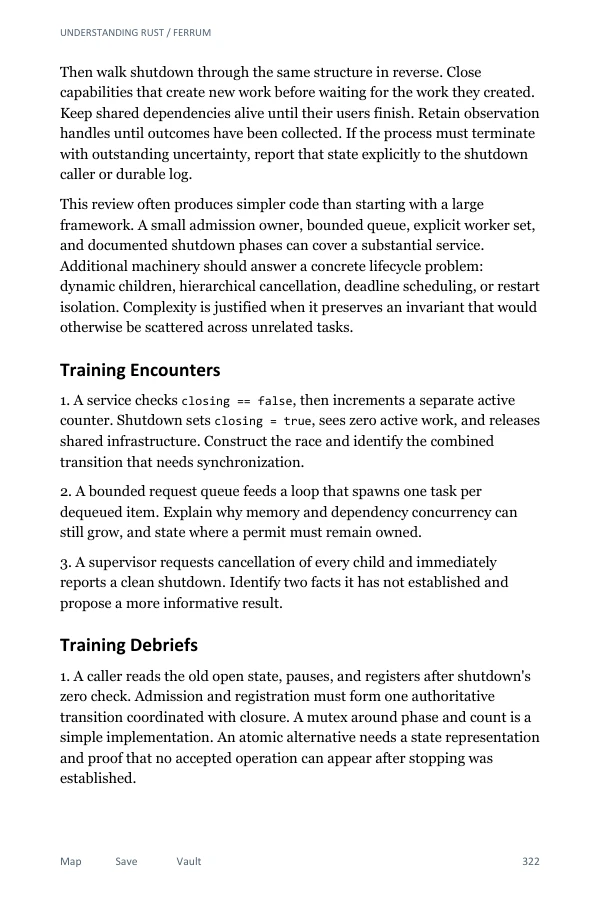 UNDERSTANDING RUST / FERRUM
Then walk shutdown through the same structure in reverse. Close
capabilities that create new work before waiting for the work they created.
Keep shared dependencies alive until their users finish. Retain observation
handles until outcomes have been collected. If the process must terminate
with outstanding uncertainty, report that state explicitly to the shutdown
caller or durable log.
This review often produces simpler code than starting with a large
framework. A small admission owner, bounded queue, explicit worker set,
and documented shutdown phases can cover a substantial service.
Additional machinery should answer a concrete lifecycle problem:
dynamic children, hierarchical cancellation, deadline scheduling, or restart
isolation. Complexity is justified when it preserves an invariant that would
otherwise be scattered across unrelated tasks.
Training Encounters
1. A service checks closing == false, then increments a separate active
counter. Shutdown sets closing = true, sees zero active work, and releases
shared infrastructure. Construct the race and identify the combined
transition that needs synchronization.
2. A bounded request queue feeds a loop that spawns one task per
dequeued item. Explain why memory and dependency concurrency can
still grow, and state where a permit must remain owned.
3. A supervisor requests cancellation of every child and immediately
reports a clean shutdown. Identify two facts it has not established and
propose a more informative result.
Training Debriefs
1. A caller reads the old open state, pauses, and registers after shutdown's
zero check. Admission and registration must form one authoritative
transition coordinated with closure. A mutex around phase and count is a
simple implementation. An atomic alternative needs a state representation
and proof that no accepted operation can appear after stopping was
established.
Map Save Vault 322